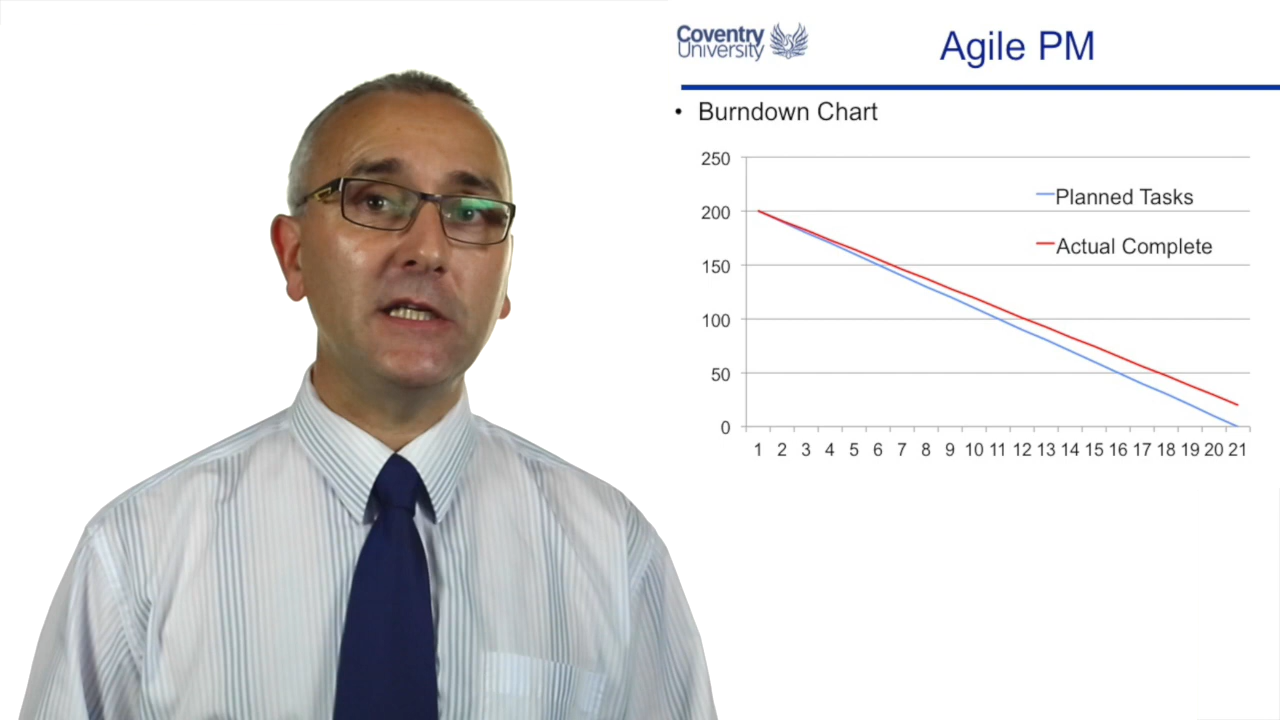 Coventry
University
Agile PM
• Burndown Chart
250
200
150
100
50
0
Planned Tasks
Actual Complete
1 2 3 4 5 6 7 8 9 10 11 12 13 14 15 16 17 18 19 20 21